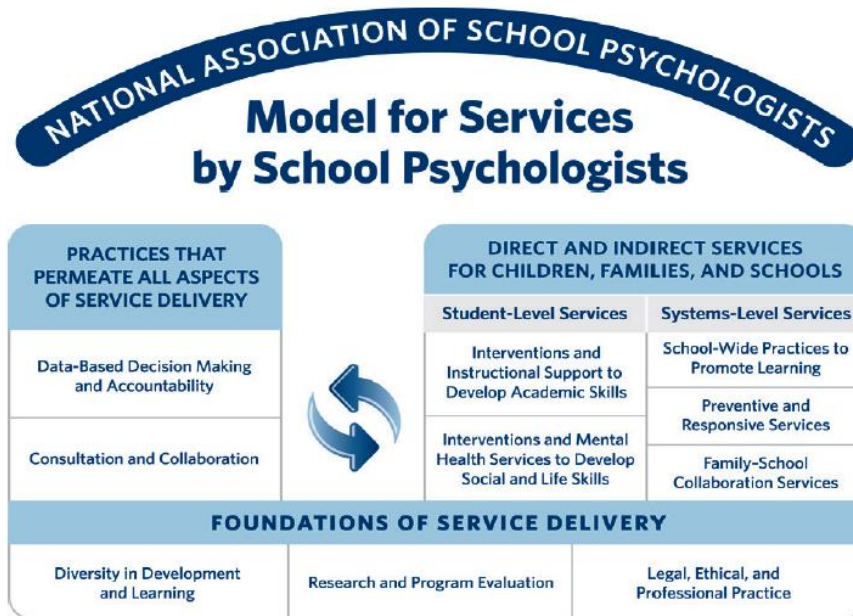 NATIONAL ASSOCIATION OF SCHOOL PSYCHOLOGISTS
Model for Services
by School Psychologists
PRACTICES THAT
PERMEATE ALL ASPECTS
OF SERVICE DELIVERY
Data-Based Decision Making
and Accountability
Consultation and Collaboration
DIRECT AND INDIRECT SERVICES
FOR CHILDREN, FAMILIES, AND SCHOOLS
Student-Level Services
Interventions and
Instructional Support to
Develop Academic Skills
Interventions and Mental
Health Services to Develop
Social and Life Skills
Systems-Level Services
School-Wide Practices to
Promote Learning
Preventive and
Responsive Services
Family–School
Collaboration Services
FOUNDATIONS OF SERVICE DELIVERY
Diversity in Development
and Learning
Research and Program Evaluation
Legal, Ethical, and
Professional Practice